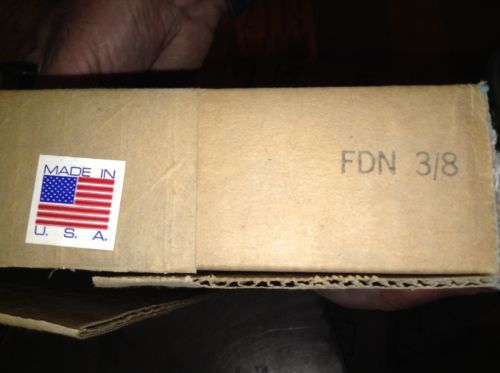 MADE IN
U. S. A.
FDN 3/8